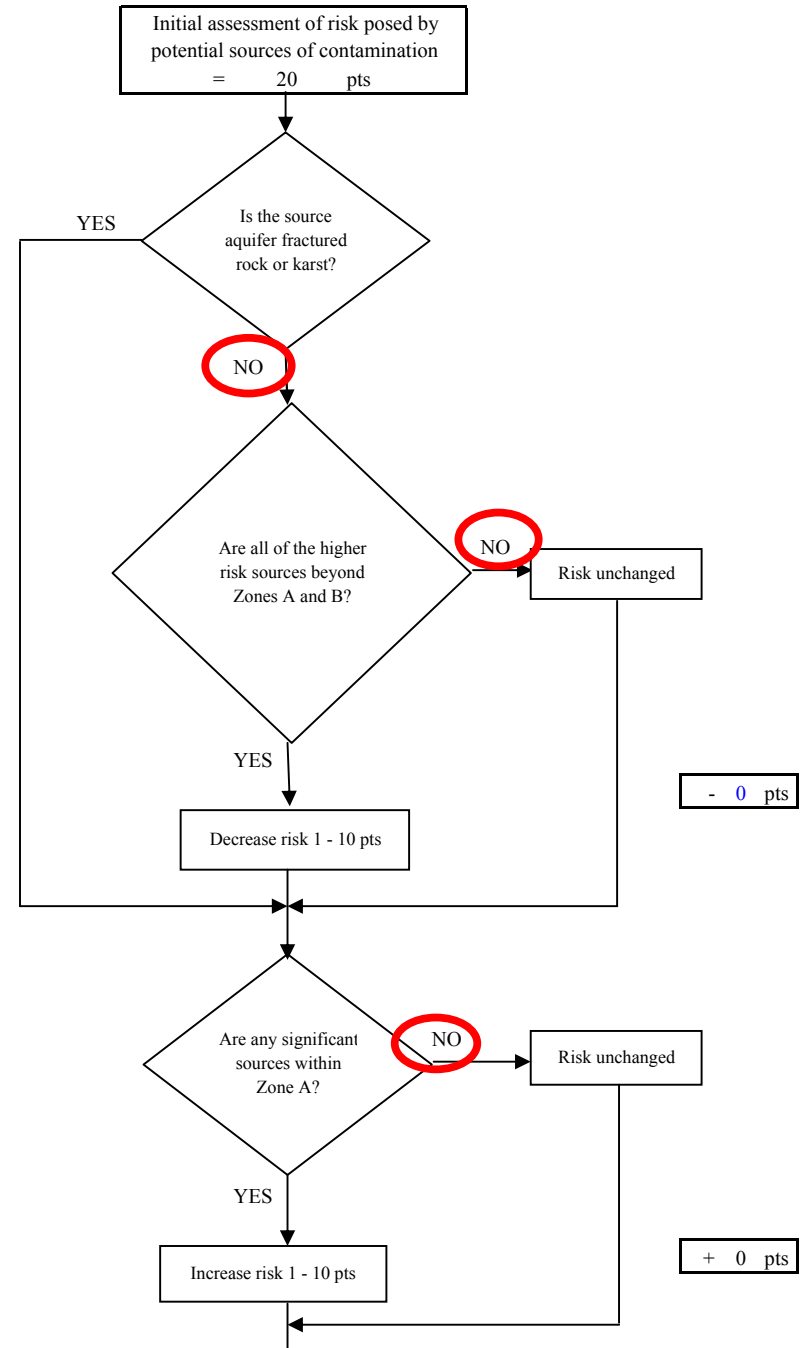 Initial assessment of risk posed by
potential sources of contamination
= 20 pts
YES
Is the source
aquifer fractured
rock or karst?
NO
Are all of the higher
risk sources beyond
Zones A and B?
NO
Risk unchanged
YES
- 0 pts
Decrease risk 1 - 10 pts
Are any significant
sources within
Zone A?
NO
Risk unchanged
YES
+ 0 pts
Increase risk 1 - 10 pts